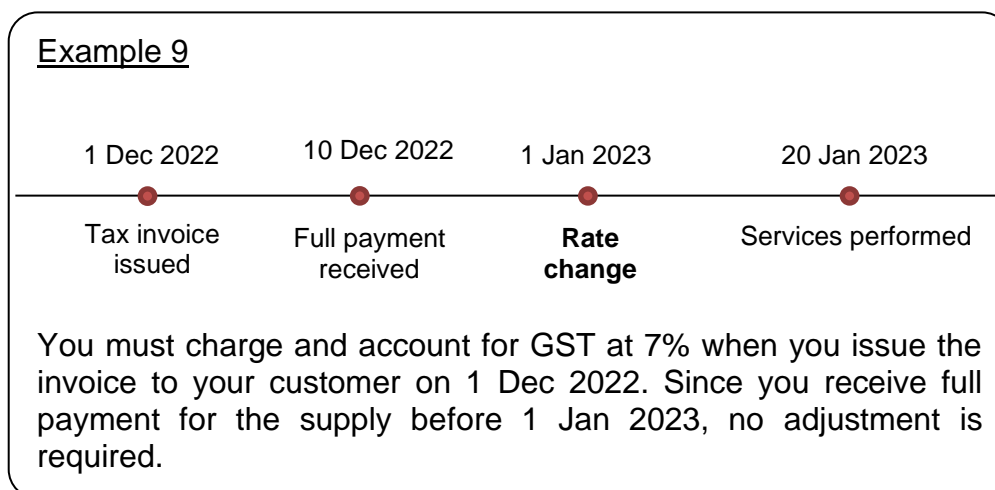 Example 9
1 Dec 2022 10 Dec 2022 1 Jan 2023 20 Jan 2023
Tax invoice issued
Full payment received
Rate change
Services performed
You must charge and account for GST at 7% when you issue the
invoice to your customer on 1 Dec 2022. Since you receive full
payment for the supply before 1 Jan 2023, no adjustment is
required.